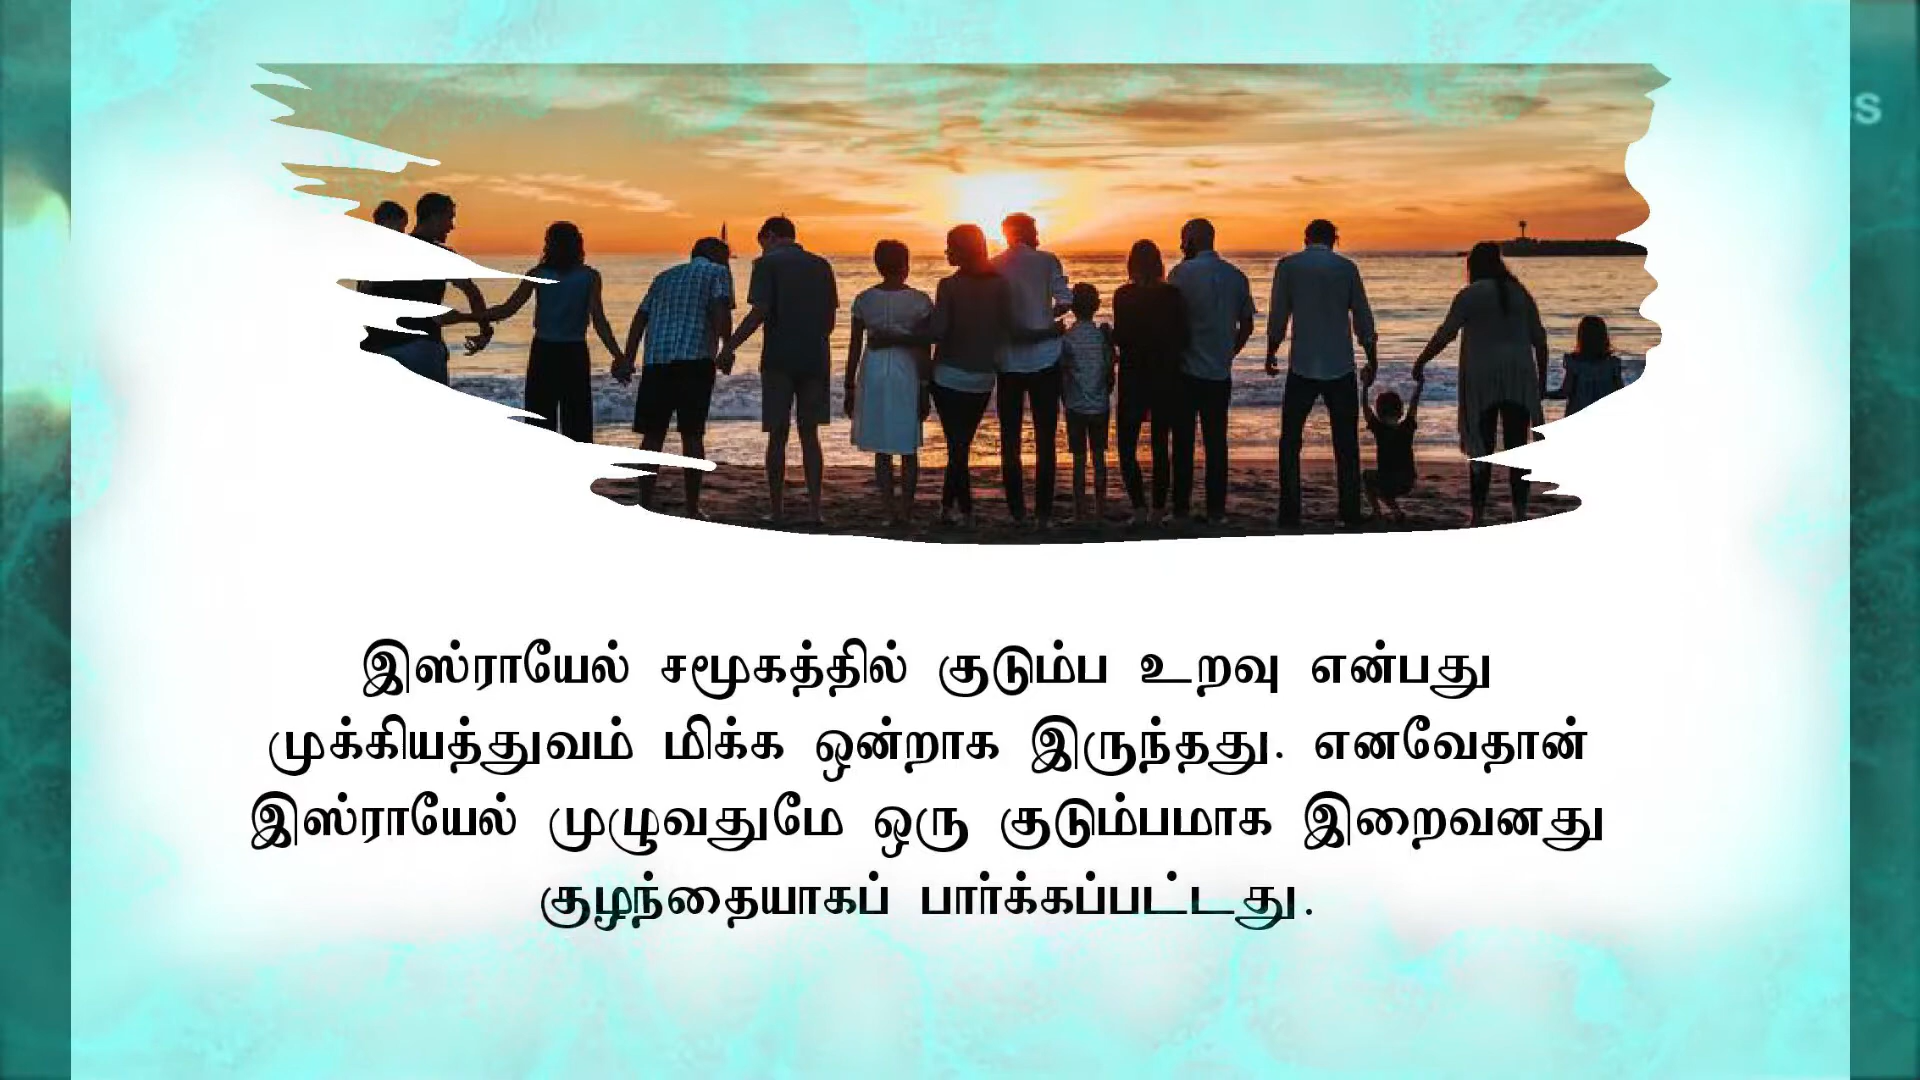 இஸ்ராயேல் சமூகத்தில் குடும்ப உறவு என்பது
முக்கியத்துவம் மிக்க ஒன்றாக இருந்தது. எனவேதான்
இஸ்ராயேல் முழுவதுமே ஒரு குடும்பமாக இறைவனது
குழந்தையாகப் பார்க்கப்பட்டது.